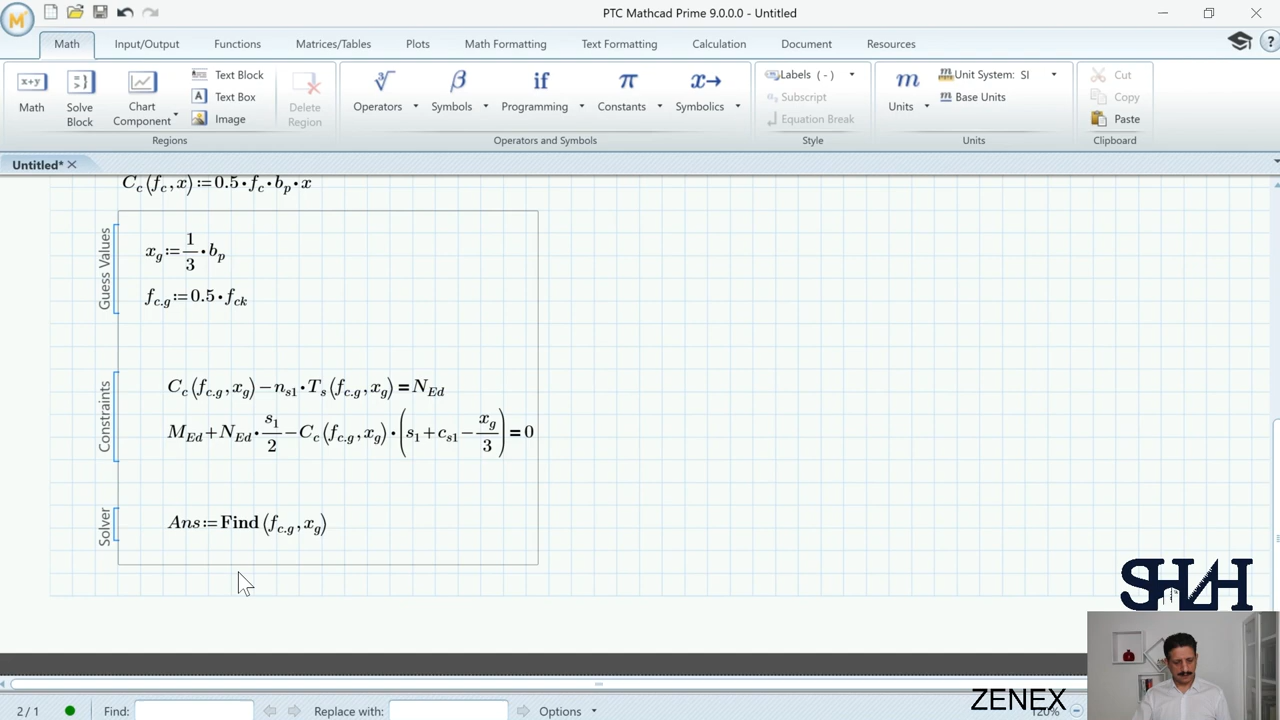 PTC Mathcad Prime 9.0.0.0 - Untitled
Math Input/Output Functions Matrices/Tables Plots Math Formatting Text Formatting Calculation Document Resources
Math
Solve Block
Chart Component
Text Block
Text Box
Image
Delete Region
Regions
Operators
Symbols
if
Programming
π
Constants
Symbolics
Operators and Symbols
Labels ( - )
Subscript
Equation Break
Style
Units
Unit System: SI
Base Units
Units
Cut
Copy
Paste
Clipboard
Untitled*
C_c(f_c, x):=0.5•f_c•b_p•x
Guess Values
x_g:=1/3•b_p
f_c.g:=0.5•f_ck
Constraints
C_c(f_c.g, x_g)−n_s1•T_s(f_c.g, x_g)=N_Ed
M_Ed+N_Ed•s_1/2−C_c(f_c.g, x_g)•(s_1+c_s1−x_g/3)=0
Solver
Ans:=Find(f_c.g, x_g)
SHZH
ZENEX
2 / 1 Find: Replace with: Options 120%